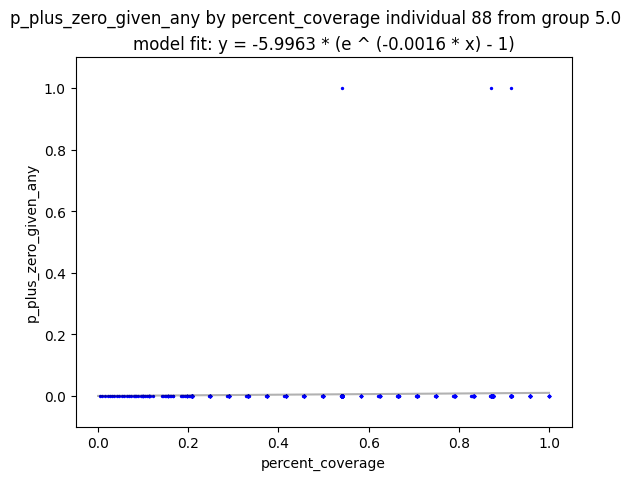 p_plus_zero_given_any by percent_coverage individual 88 from group 5.0
model fit: y = -5.9963 * (e ^ (-0.0016 * x) - 1)
1.0
0.8
0.6
0.4
0.2
0.0
p_plus_zero_given_any
0.0 0.2 0.4 0.6 0.8 1.0
percent_coverage